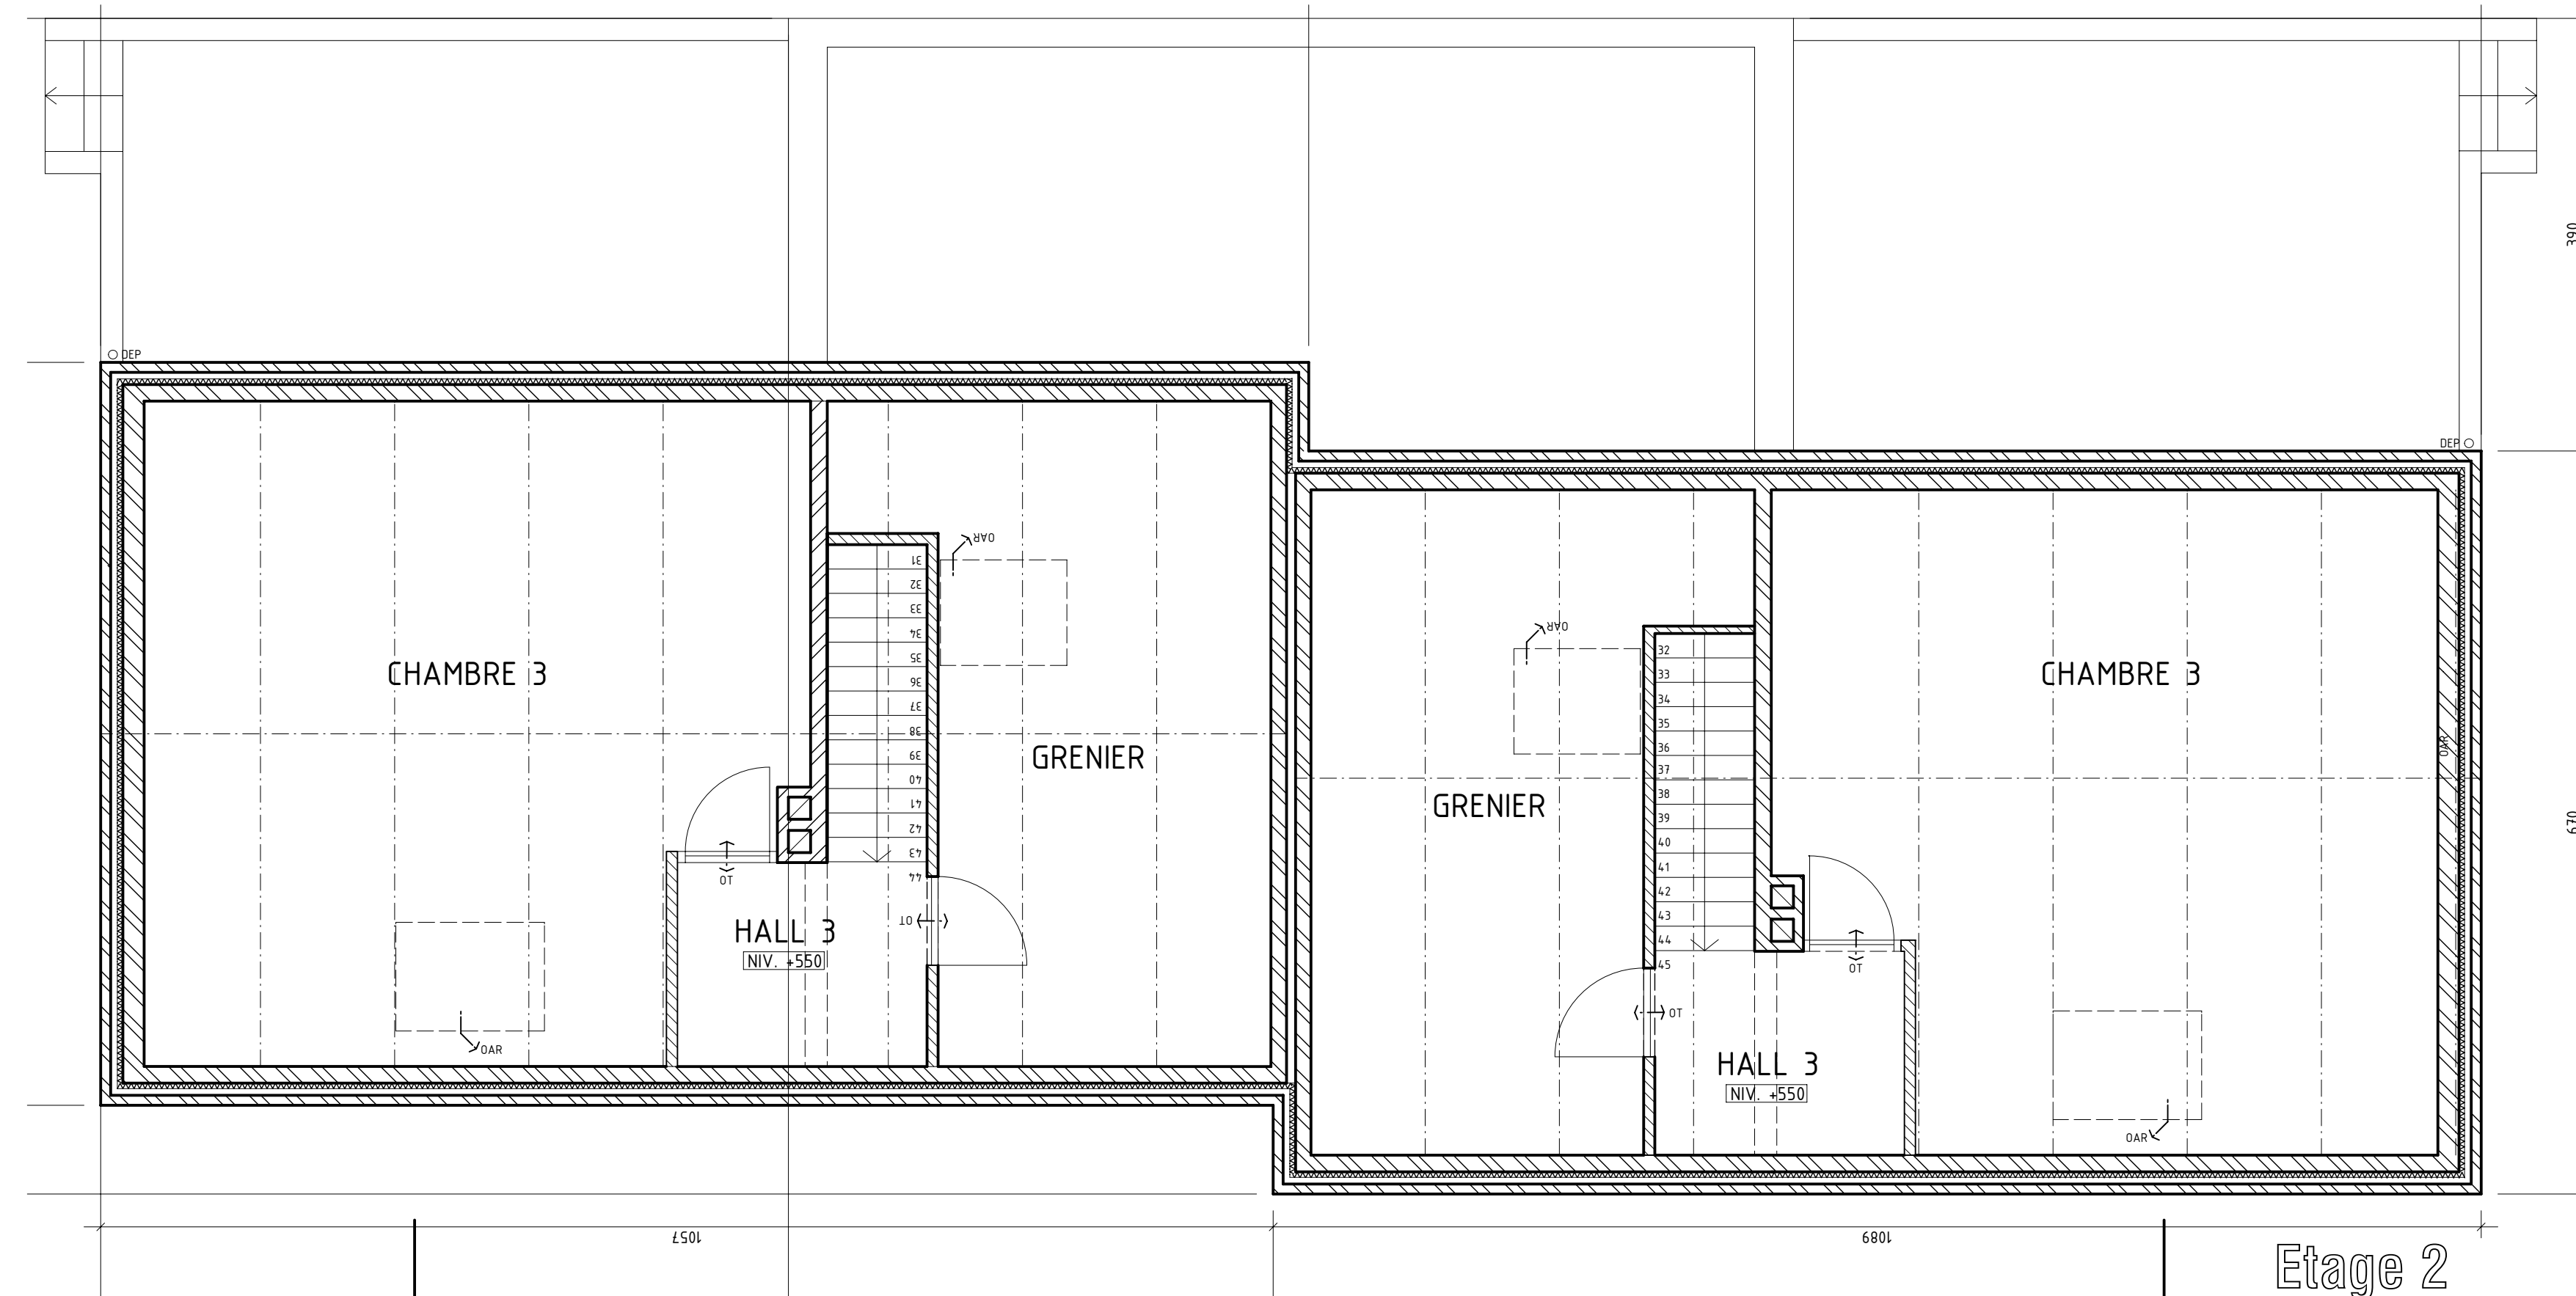 390
DEP
DEP
OAR
31
32
33
34
35
36
37
38
39
40
41
42
43
44
CHAMBRE 3
GRENIER
OT
OT
HALL 3
NIV. +550
OAR
OAR
32
33
34
35
36
37
38
39
40
41
42
43
44
45
CHAMBRE 3
OAR
GRENIER
OT
OT
HALL 3
NIV. +550
OAR
670
1057
1089
Etage 2